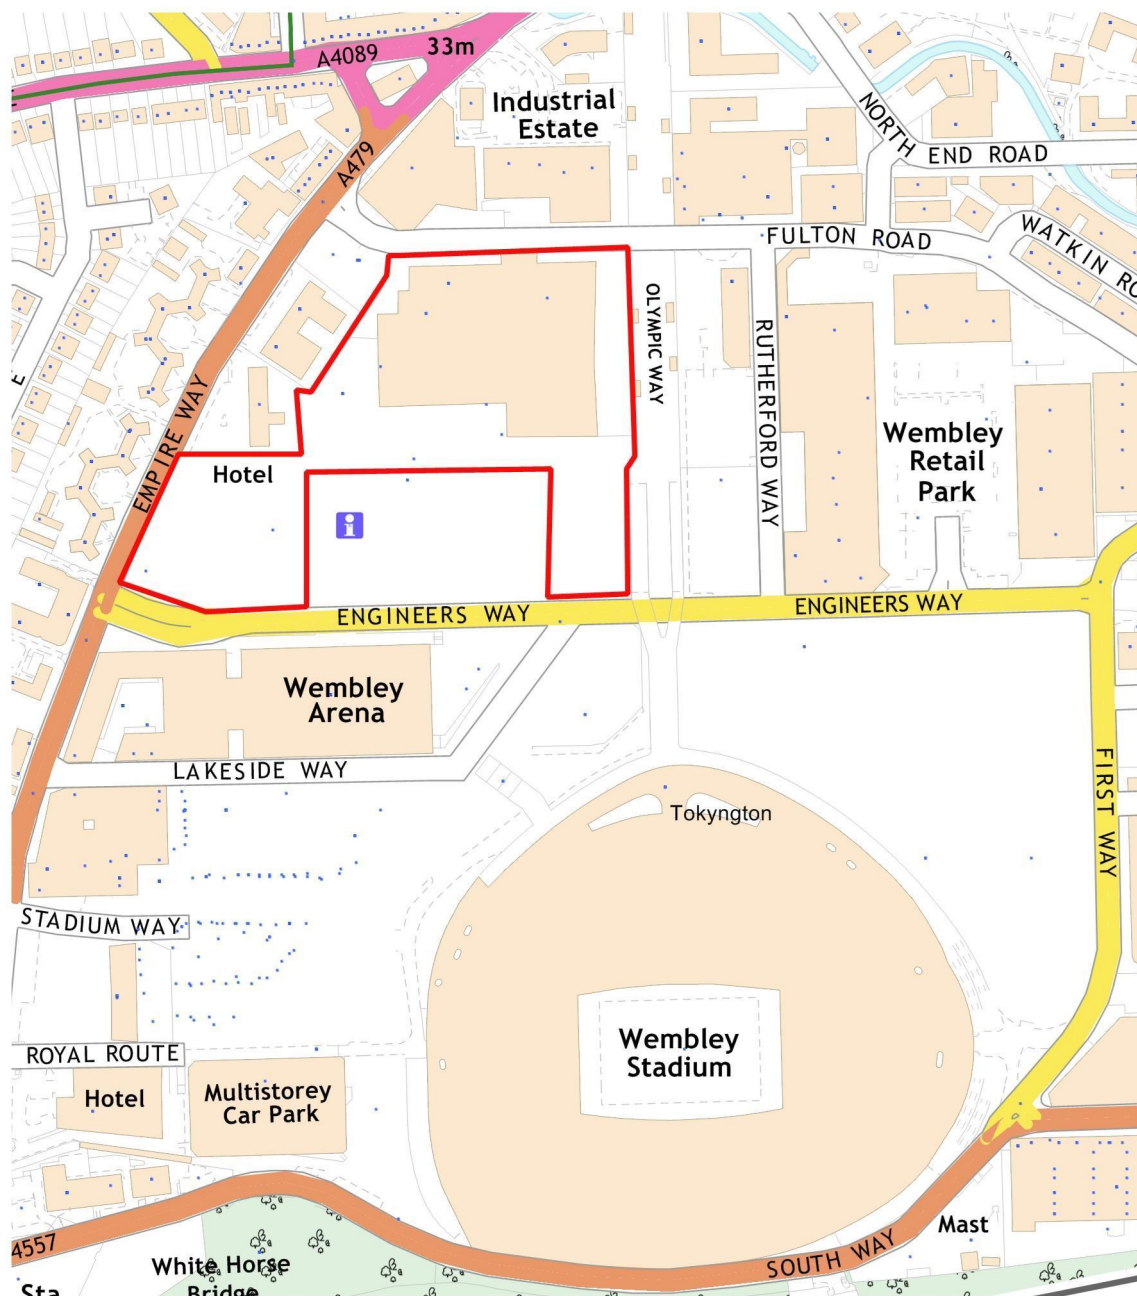 A4089
33m
Industrial
Estate
A479
NORTH END ROAD
FULTON ROAD
WATKIN RO
OLYMPIC WAY
RUTHERFORD WAY
EMPIRE WAY
E
Hotel
Wembley
Retail
Park
i
ENGINEERS WAY
ENGINEERS WAY
Wembley
Arena
LAKESIDE WAY
FIRST WAY
Tokyngton
STADIUM WAY
ROYAL ROUTE
Hotel
Multistorey
Car Park
Wembley
Stadium
Mast
SOUTH WAY
4557
White Horse
Bridge
Sta